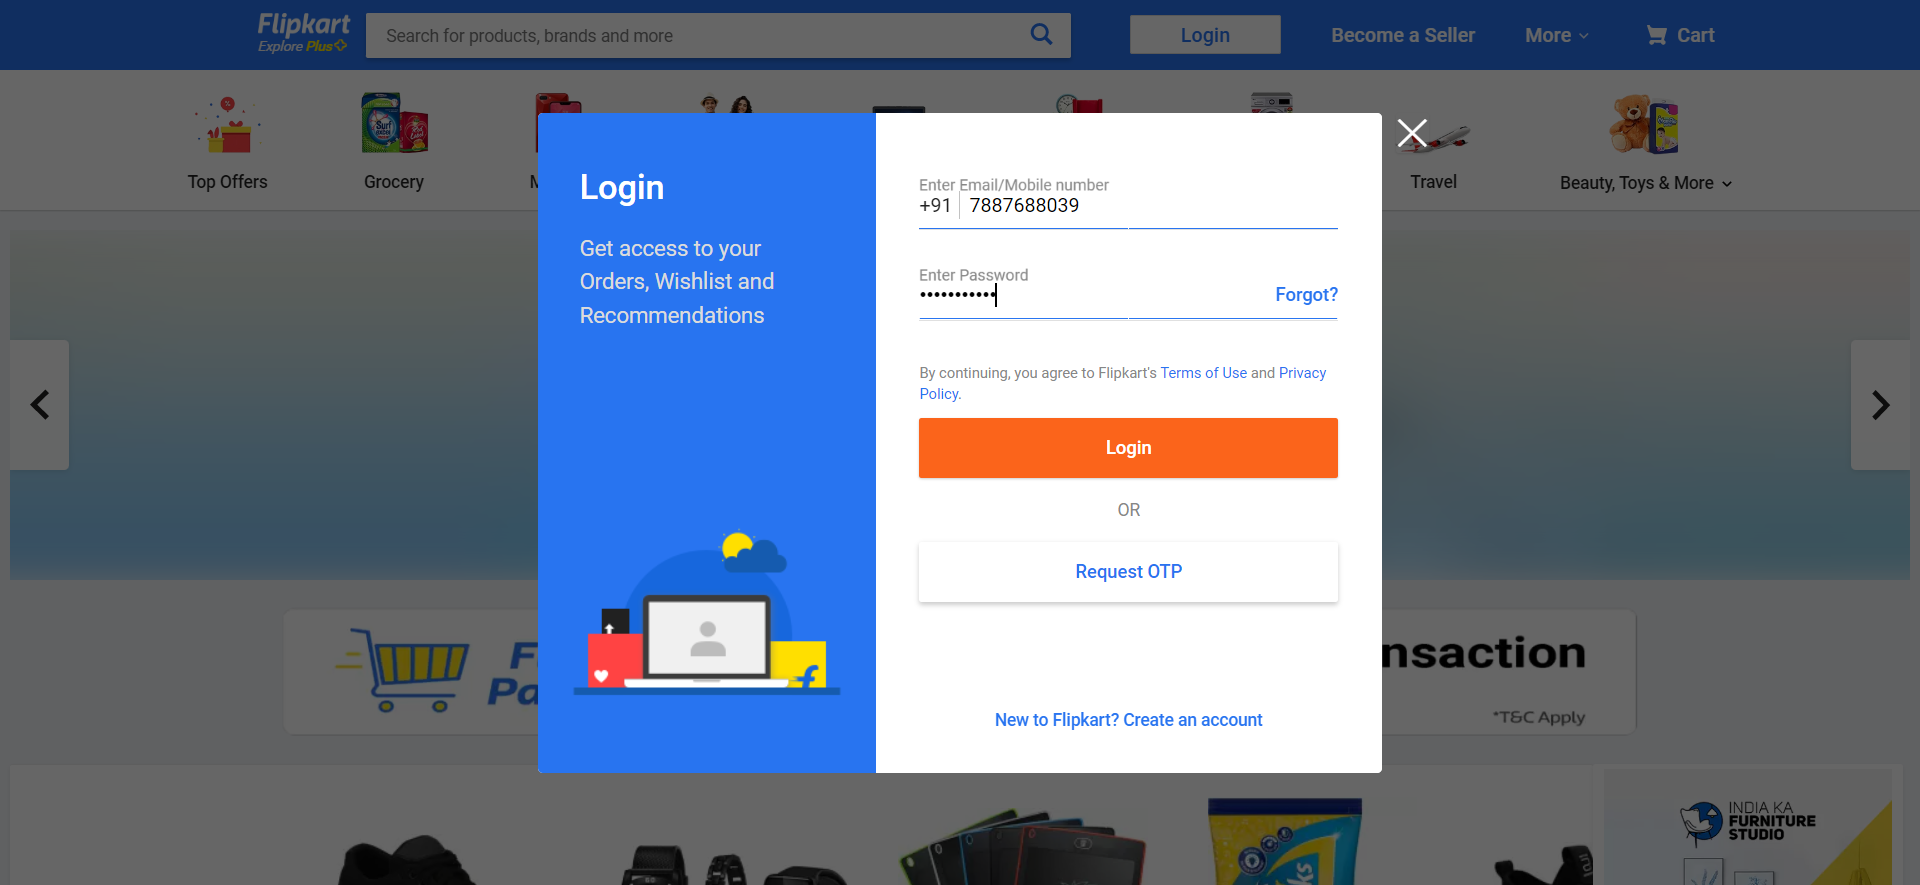 Flipkart
Explore Plus
Search for products, brands and more
Login
Become a Seller
More
Cart
Top Offers
Grocery
Travel
Beauty, Toys & More
Login
Get access to your
Orders, Wishlist and
Recommendations
Enter Email/Mobile number
+91 7887688039
Enter Password
•••••••••••
Forgot?
By continuing, you agree to Flipkart's Terms of Use and Privacy
Policy.
Login
OR
Request OTP
New to Flipkart? Create an account
nsaction
*T&C Apply
INDIA KA
FURNITURE
STUDIO